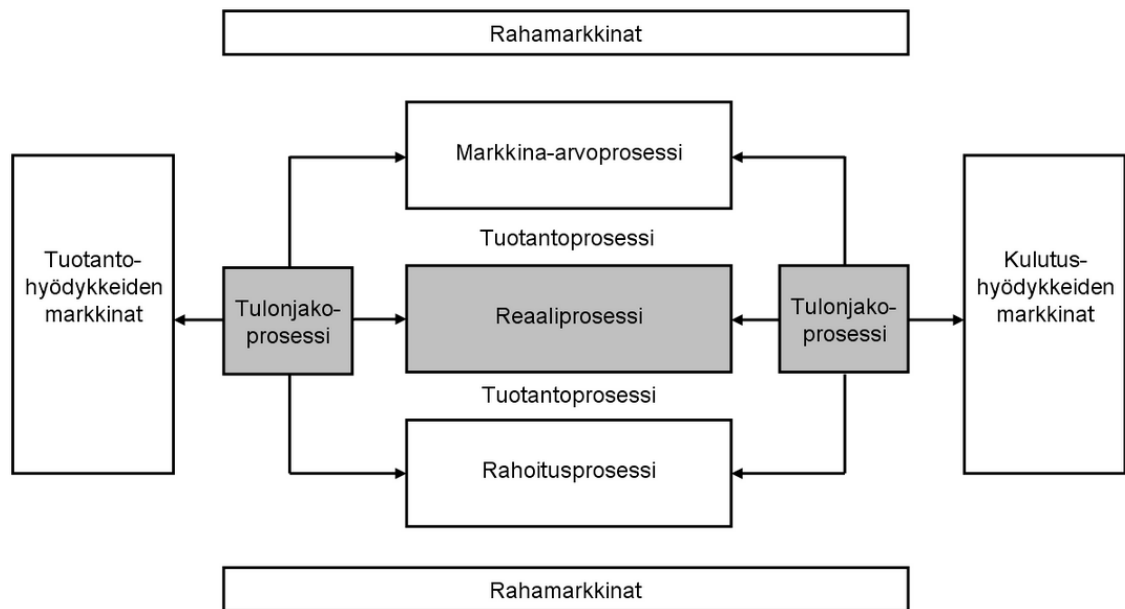 Rahamarkkinat
Markkina-arvoprosessi
Tuotantoprosessi
Tuotanto-
hyödykkeiden
markkinat
Tulonjako-
prosessi
Reaaliprosessi
Tulonjako-
prosessi
Kulutus-
hyödykkeiden
markkinat
Tuotantoprosessi
Rahoitusprosessi
Rahamarkkinat